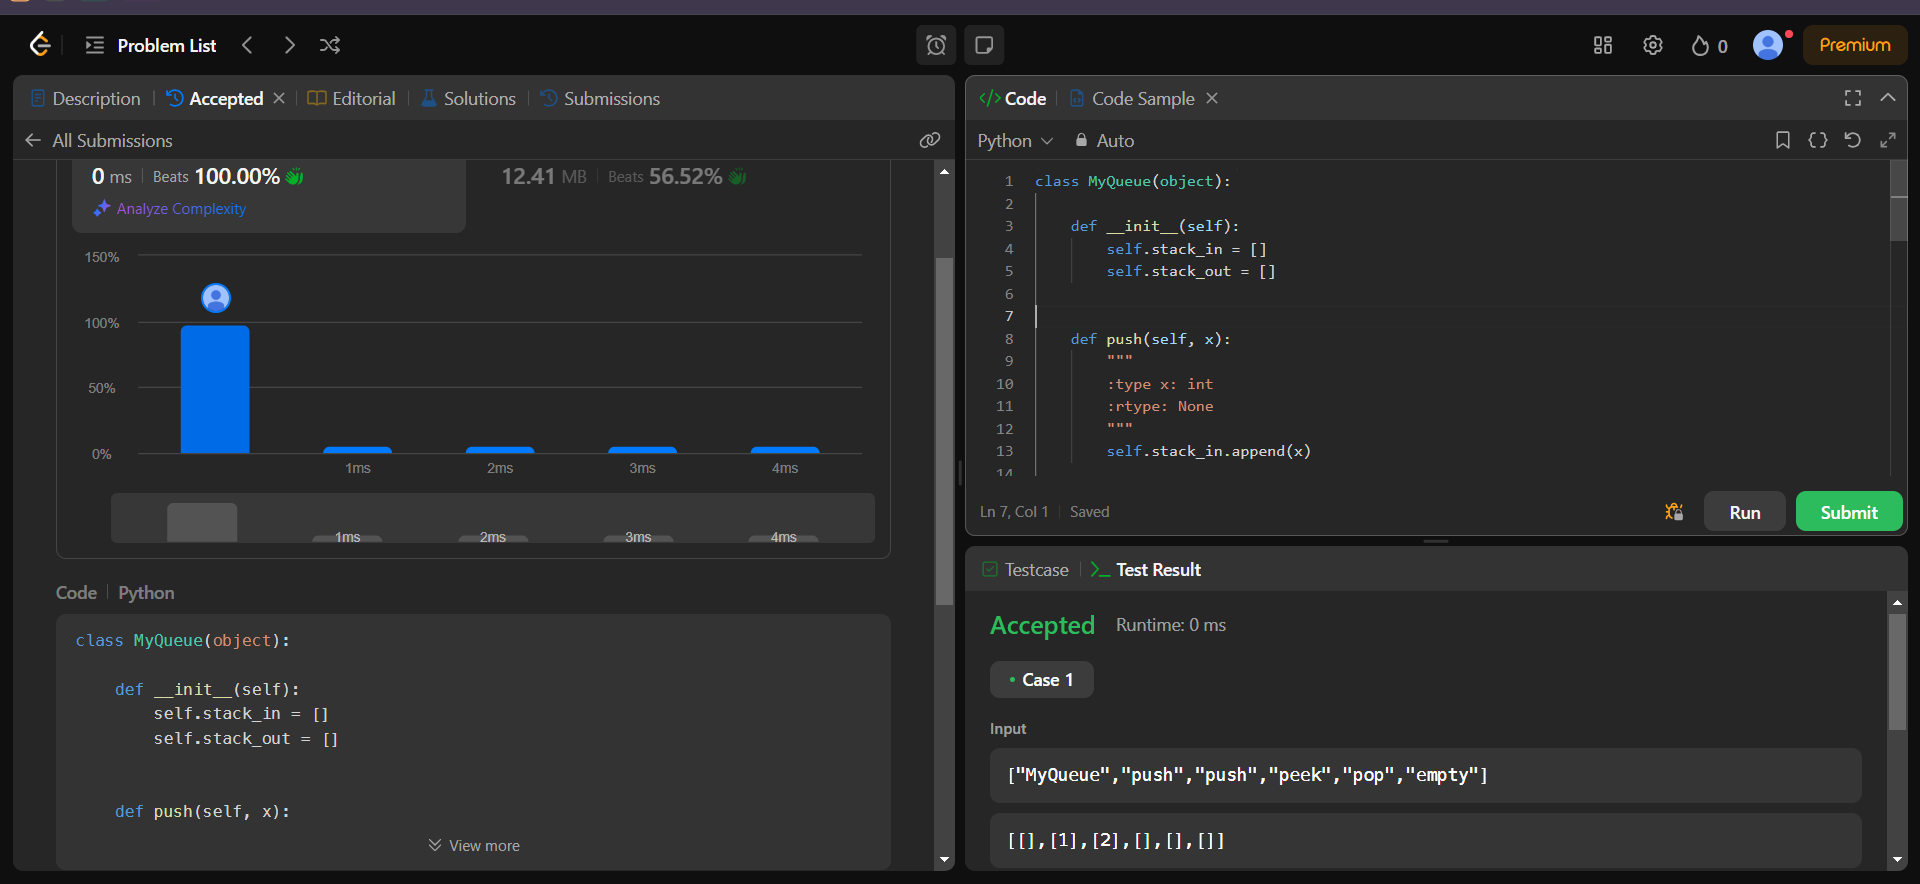 Problem List
0
Premium
Description
Accepted
Editorial
Solutions
Submissions
All Submissions
0 ms
Beats 100.00%
12.41 MB
Beats 56.52%
Analyze Complexity
150%
100%
50%
0%
1ms
2ms
3ms
4ms
1ms
2ms
3ms
4ms
Code
Python
class MyQueue(object):
def __init__(self):
self.stack_in = []
self.stack_out = []
def push(self, x):
View more
Code
Code Sample
Python
Auto
1 class MyQueue(object):
2
3 def __init__(self):
4 self.stack_in = []
5 self.stack_out = []
6
7
8 def push(self, x):
9 """
10 :type x: int
11 :rtype: None
12 """
13 self.stack_in.append(x)
14
Ln 7, Col 1
Saved
Run
Submit
Testcase
Test Result
Accepted
Runtime: 0 ms
Case 1
Input
["MyQueue","push","push","peek","pop","empty"]
[[],[1],[2],[],[],[]]